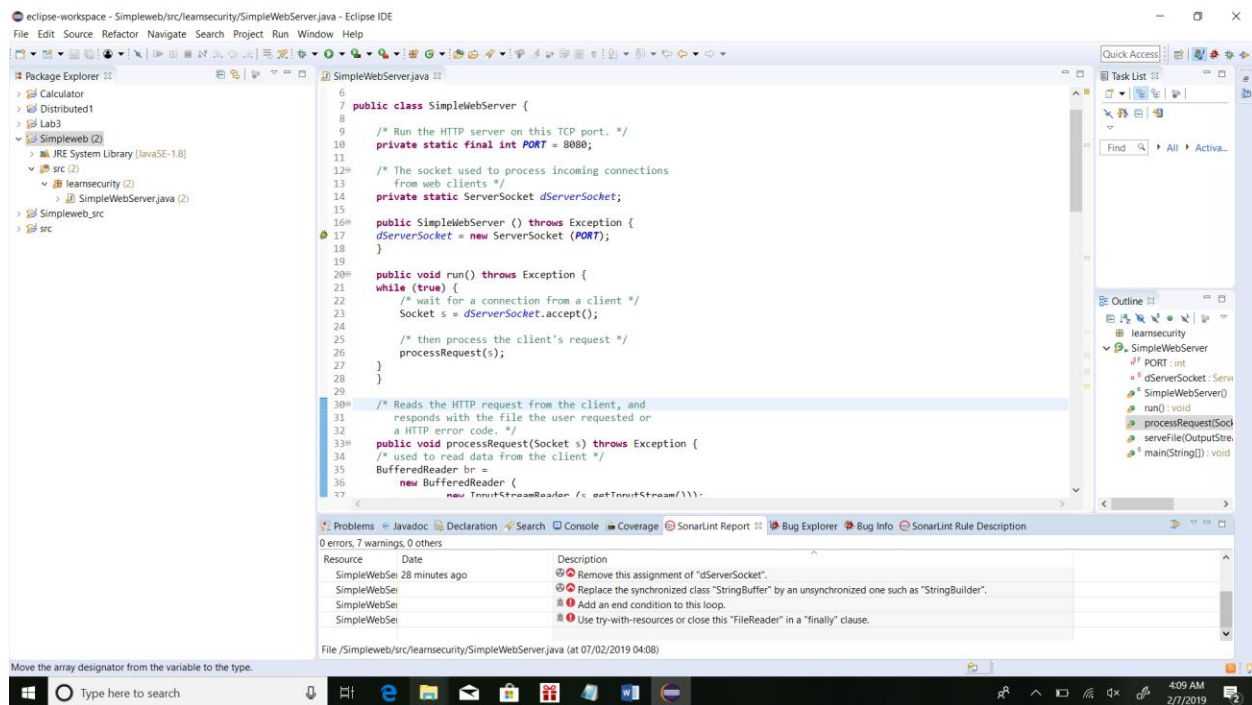 eclipse-workspace - Simpleweb/src/learnsecurity/SimpleWebServer.java - Eclipse IDE
File Edit Source Refactor Navigate Search Project Run Window Help
Quick Access
Package Explorer
Calculator
Distributed1
Lab3
Simpleweb (2)
JRE System Library [JavaSE-1.8]
src (2)
learnsecurity (2)
SimpleWebServer.java (2)
Simpleweb_src
src
SimpleWebServer.java
6
7 public class SimpleWebServer {
8
9 /* Run the HTTP server on this TCP port. */
10 private static final int PORT = 8080;
11
12 /* The socket used to process incoming connections
13 from web clients */
14 private static ServerSocket dServerSocket;
15
16 public SimpleWebServer () throws Exception {
17 dServerSocket = new ServerSocket (PORT);
18 }
19
20 public void run() throws Exception {
21 while (true) {
22 /* wait for a connection from a client */
23 Socket s = dServerSocket.accept();
24
25 /* then process the client's request */
26 processRequest(s);
27 }
28 }
29
30 /* Reads the HTTP request from the client, and
31 responds with the file the user requested or
32 a HTTP error code. */
33 public void processRequest(Socket s) throws Exception {
34 /* used to read data from the client */
35 BufferedReader br =
36 new BufferedReader (
37 new InputStreamReader (s.getInputStream()));
Task List
Find All Activa...
Outline
learnsecurity
SimpleWebServer
PORT : int
dServerSocket : Serve
SimpleWebServer()
run() : void
processRequest(Sock
serveFile(OutputStre
main(String[]) : void
Problems Javadoc Declaration Search Console Coverage SonarLint Report Bug Explorer Bug Info SonarLint Rule Description
0 errors, 7 warnings, 0 others
Resource Date Description
SimpleWebSer 28 minutes ago Remove this assignment of "dServerSocket".
SimpleWebSer Replace the synchronized class "StringBuffer" by an unsynchronized one such as "StringBuilder".
SimpleWebSer Add an end condition to this loop.
SimpleWebSer Use try-with-resources or close this "FileReader" in a "finally" clause.
File /Simpleweb/src/learnsecurity/SimpleWebServer.java (at 07/02/2019 04:08)
Move the array designator from the variable to the type.
Type here to search
4:09 AM
2/7/2019